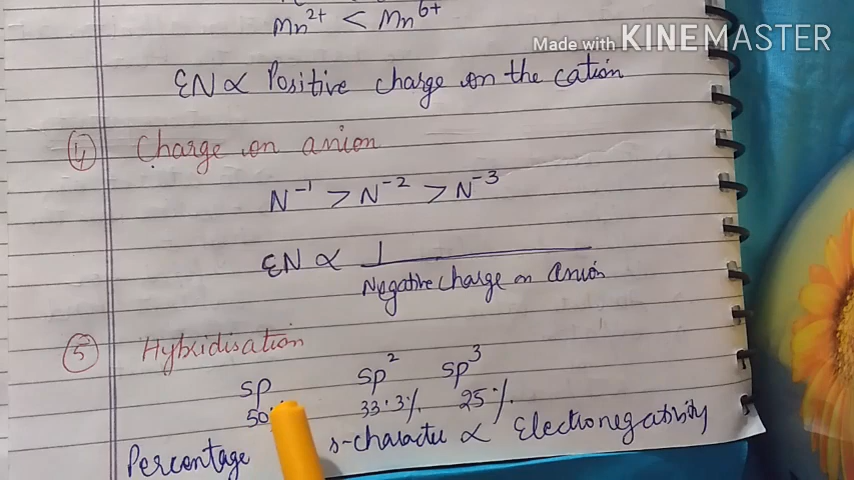 Mn²⁺ < Mn⁶⁺
Made with KINEMASTER
EN ∝ Positive charge on the cation
④ Charge on anion
N⁻¹ > N⁻² > N⁻³
EN ∝ 1
Negative charge on anion
⑤ Hybridisation
sp sp² sp³
50 33.3% 25%
Percentage s-character ∝ Electronegativity